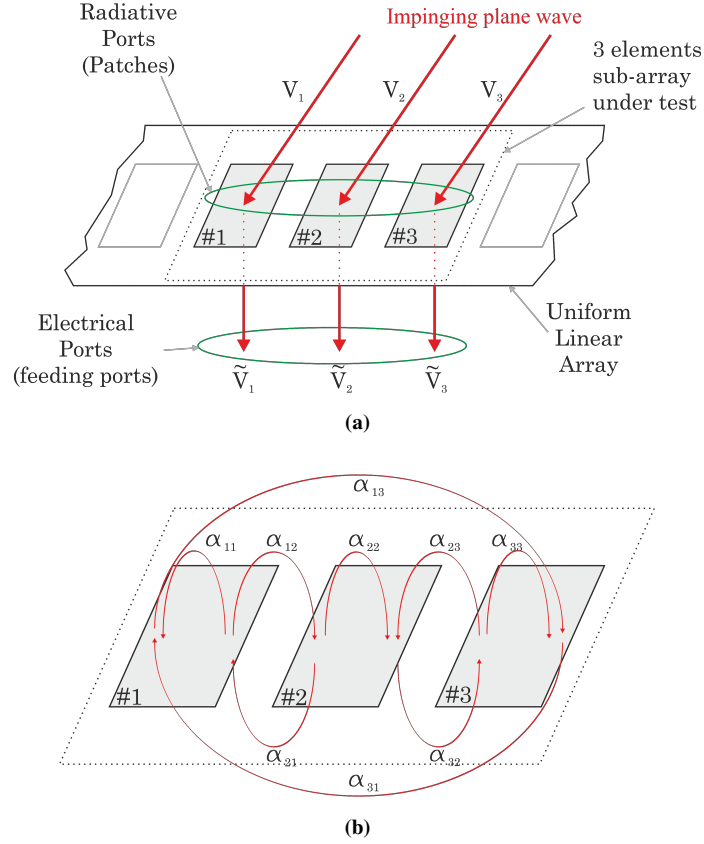 Radiative
Ports
(Patches)
Impinging plane wave
3 elements
sub-array
under test
V₁
V₂
V₃
#1
#2
#3
Electrical
Ports
(feeding ports)
Ṽ₁
Ṽ₂
Ṽ₃
Uniform
Linear
Array
(a)
α₁₃
α₁₁
α₁₂
α₂₂
α₂₃
α₃₃
#1
#2
#3
α₂₁
α₃₂
α₃₁
(b)